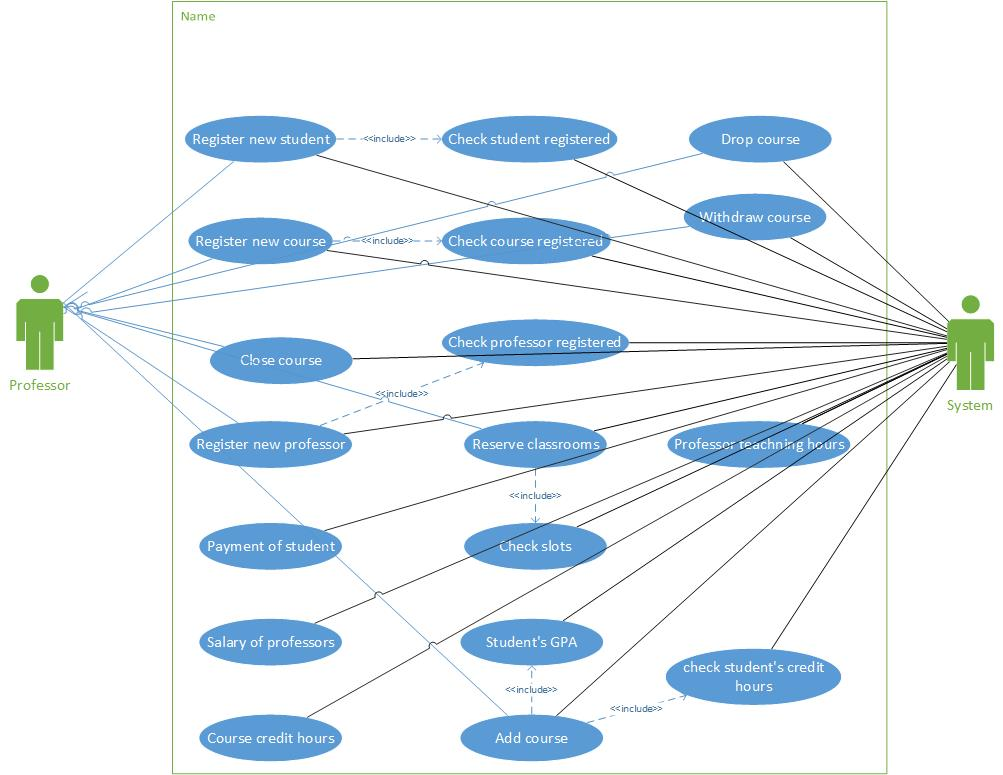 Name
Register new student
<<include>>
Check student registered
Drop course
Withdraw course
Register new course
<<include>>
Check course registered
Close course
Check professor registered
<<include>>
Professor
System
Register new professor
Reserve classrooms
Professor teachning hours
<<include>>
Payment of student
Check slots
Salary of professors
Student's GPA
check student's credit
hours
<<include>>
<<include>>
Course credit hours
Add course